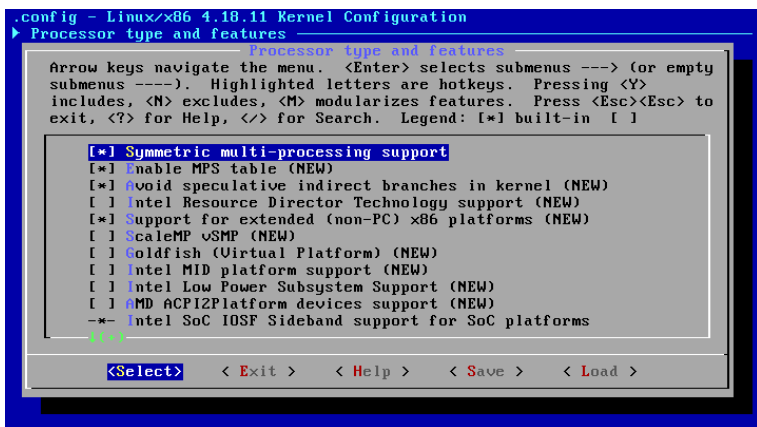 .config - Linux/x86 4.18.11 Kernel Configuration
▶ Processor type and features
Processor type and features
Arrow keys navigate the menu. <Enter> selects submenus ---> (or empty
submenus ----). Highlighted letters are hotkeys. Pressing <Y>
includes, <N> excludes, <M> modularizes features. Press <Esc><Esc> to
exit, <?> for Help, </> for Search. Legend: [*] built-in [ ]
[*] Symmetric multi-processing support
[*] Enable MPS table (NEW)
[*] Avoid speculative indirect branches in kernel (NEW)
[ ] Intel Resource Director Technology support (NEW)
[*] Support for extended (non-PC) x86 platforms (NEW)
[ ] ScaleMP vSMP (NEW)
[ ] Goldfish (Virtual Platform) (NEW)
[ ] Intel MID platform support (NEW)
[ ] Intel Low Power Subsystem Support (NEW)
[ ] AMD ACPI2Platform devices support (NEW)
-*- Intel SoC IOSF Sideband support for SoC platforms
↓(+)
<Select> < Exit > < Help > < Save > < Load >